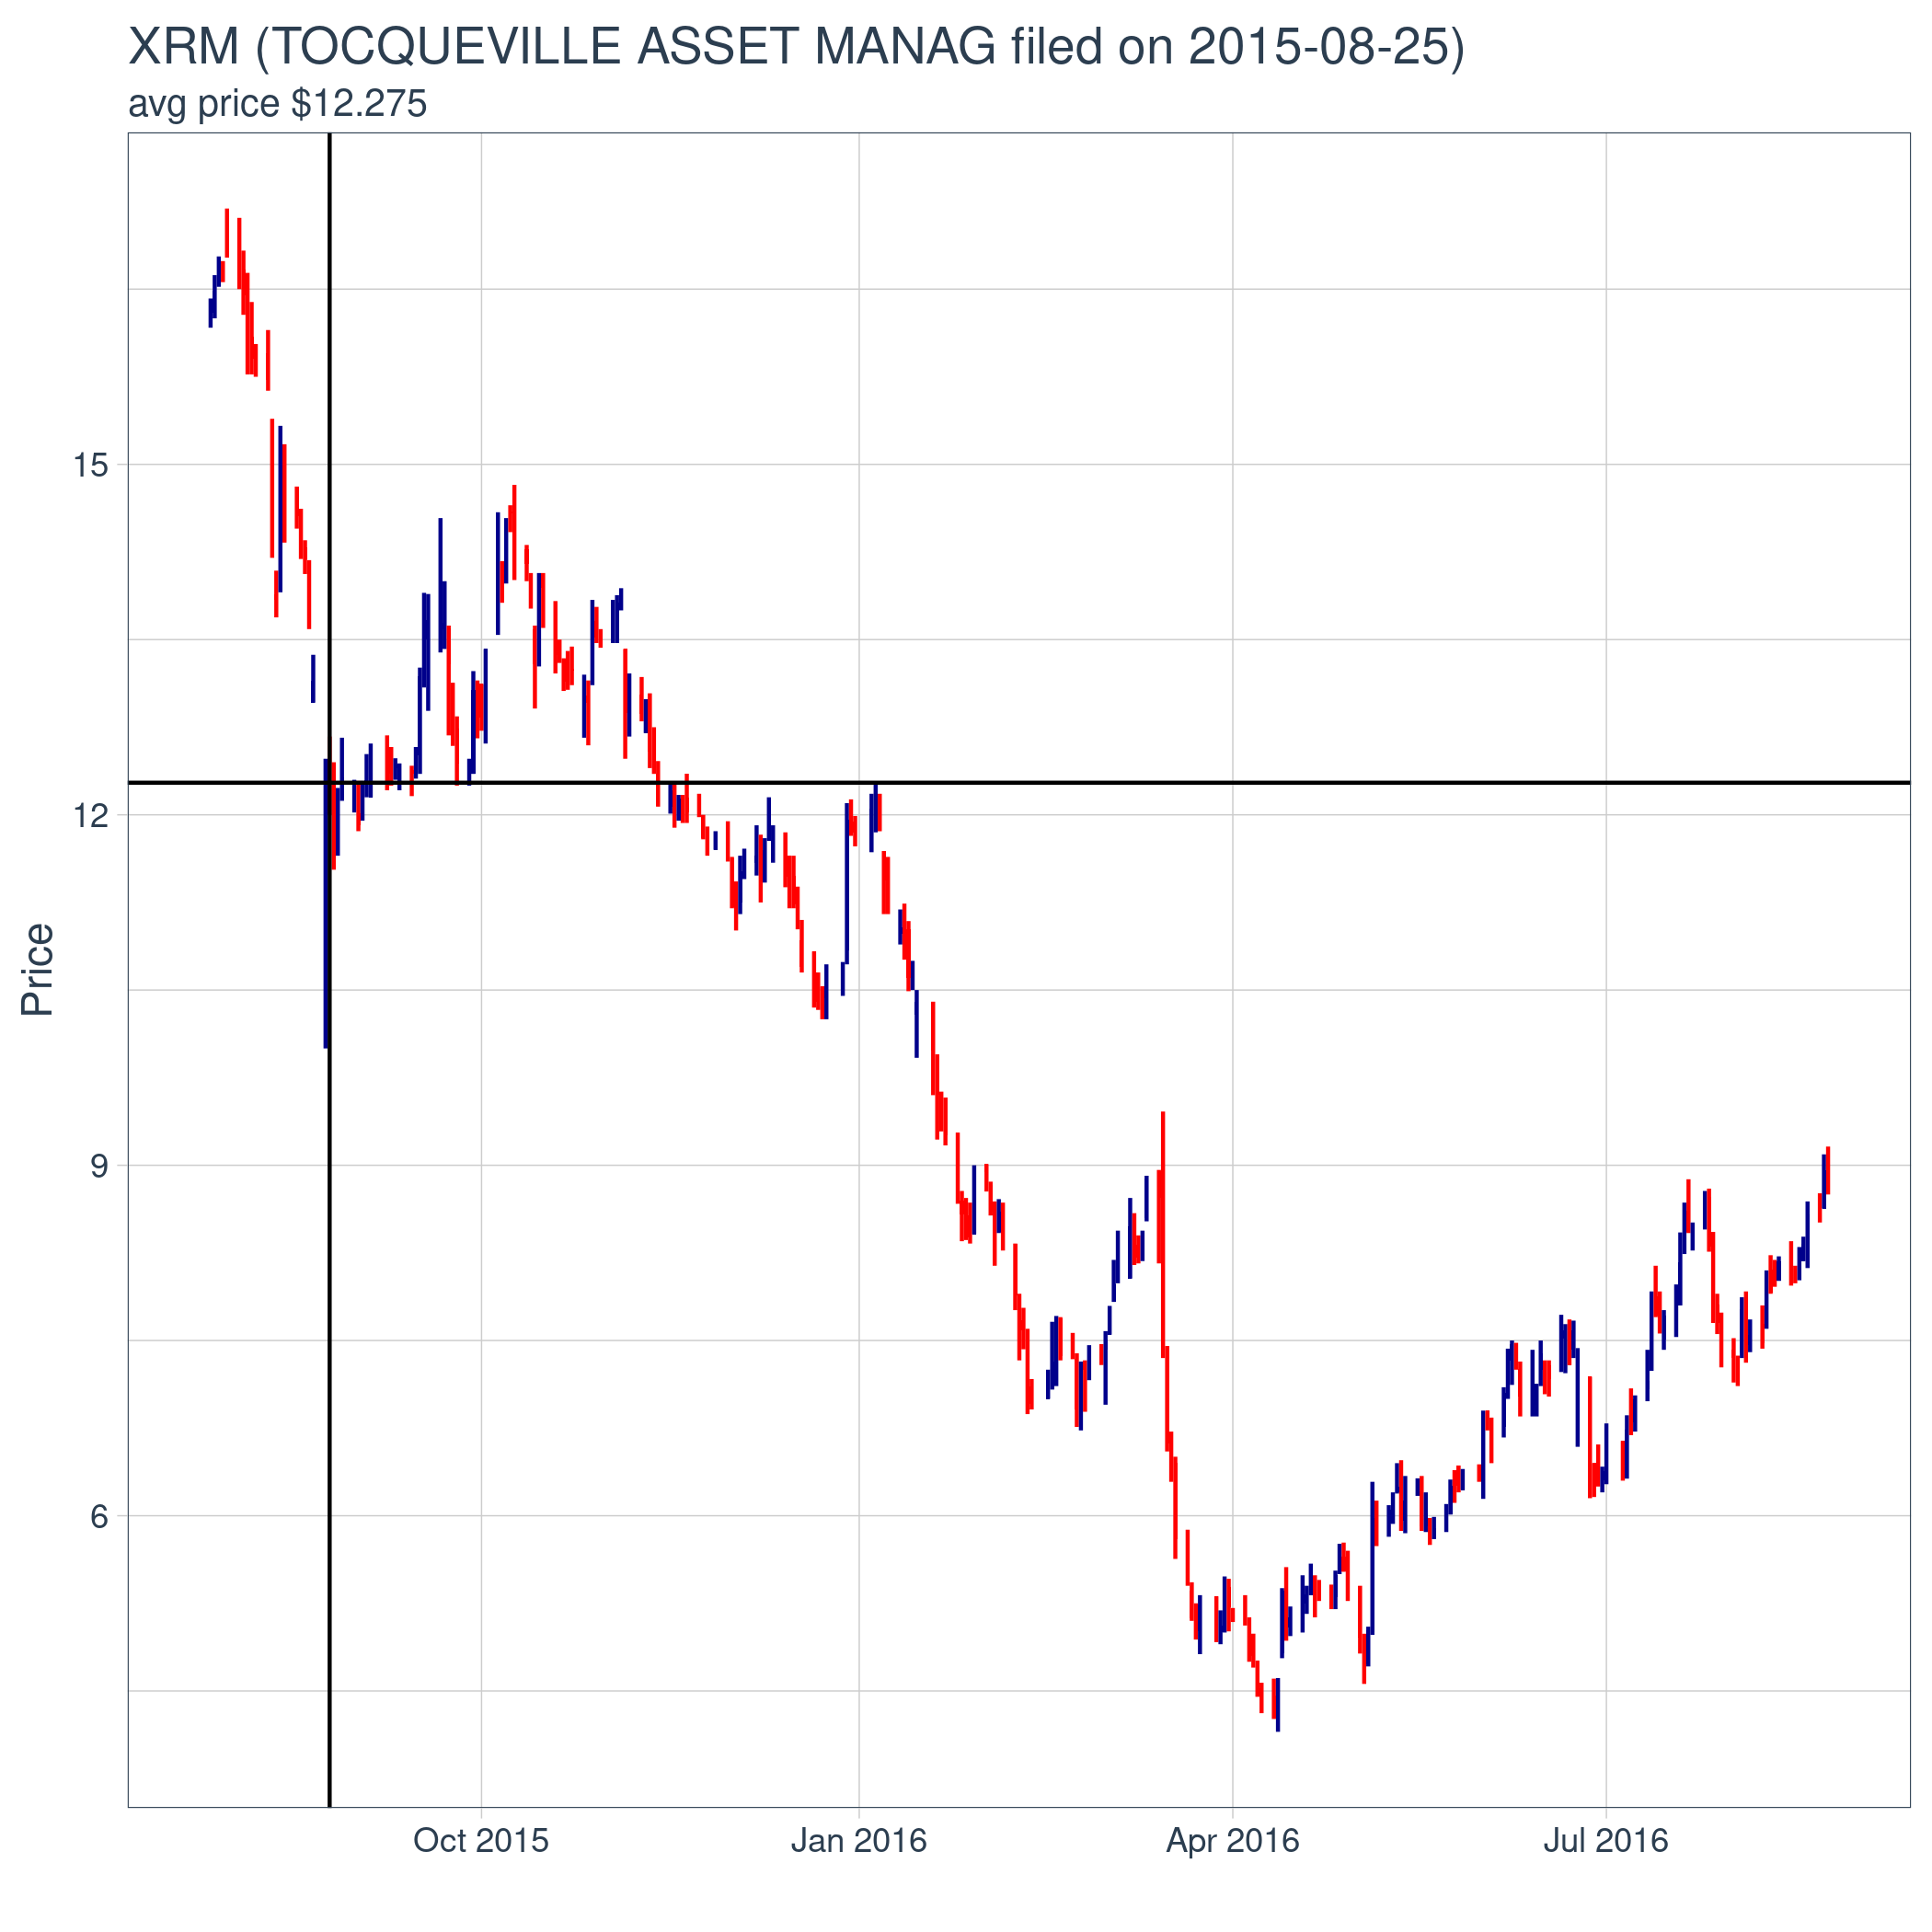 XRM (TOCQUEVILLE ASSET MANAG filed on 2015-08-25)
avg price $12.275
15
12
9
6
Price
Oct 2015
Jan 2016
Apr 2016
Jul 2016